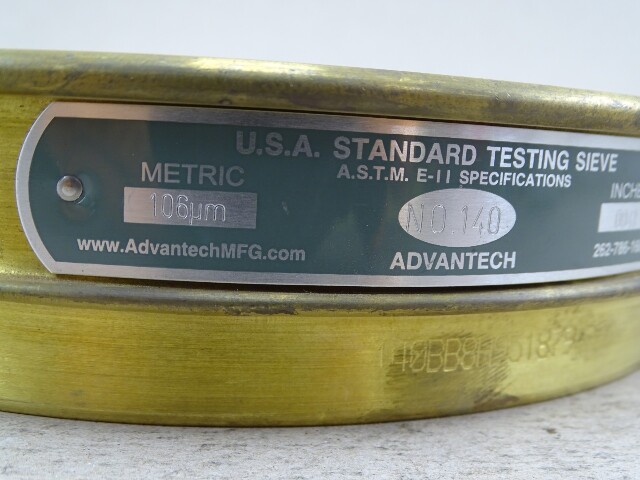 U.S.A. STANDARD TESTING SIEVE
A.S.T.M. E-11 SPECIFICATIONS
METRIC
106µm
NO.140
www.AdvantechMFG.com
ADVANTECH